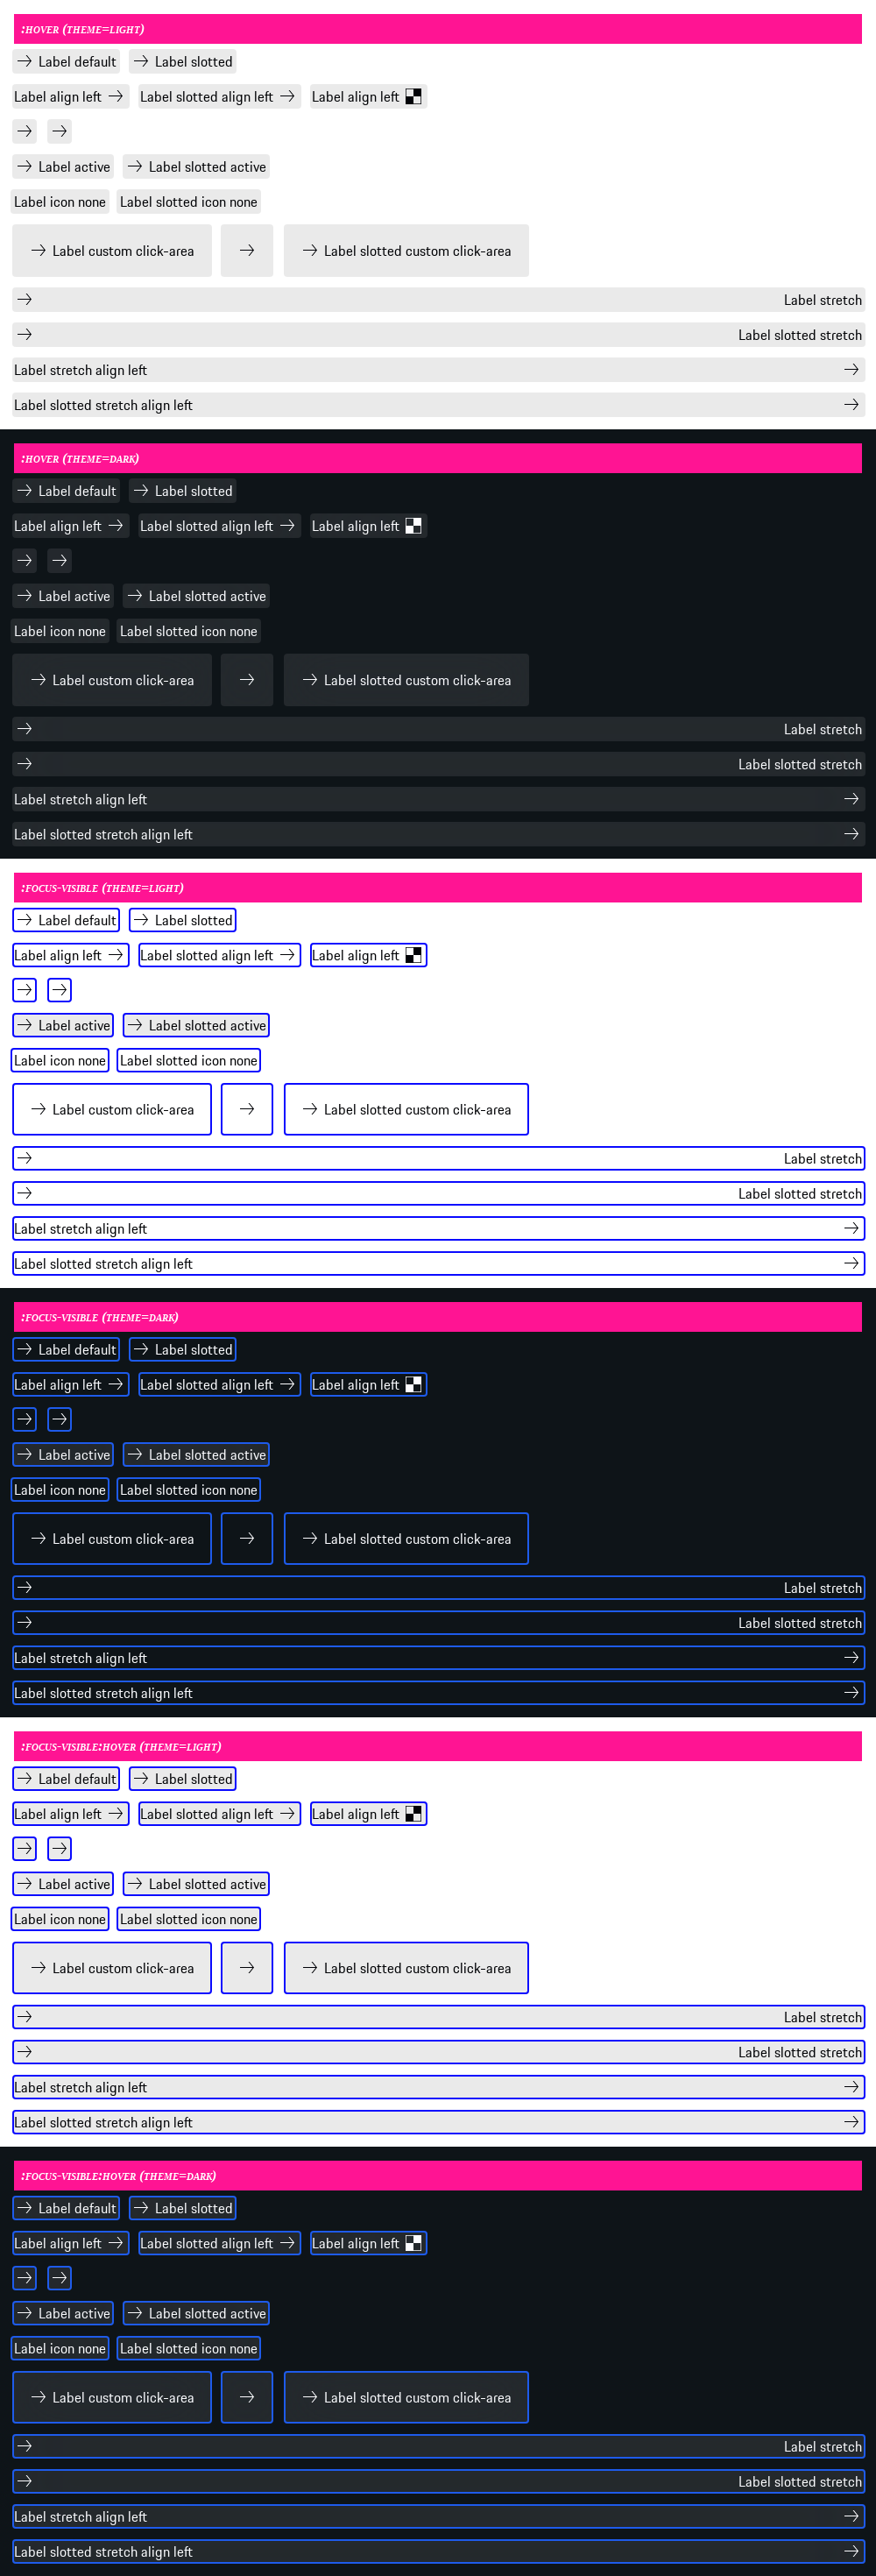 :HOVER (THEME=LIGHT)
Label default Label slotted
Label align left Label slotted align left Label align left
Label active Label slotted active
Label icon none Label slotted icon none
Label custom click-area Label slotted custom click-area
Label stretch
Label slotted stretch
Label stretch align left
Label slotted stretch align left
:HOVER (THEME=DARK)
Label default Label slotted
Label align left Label slotted align left Label align left
Label active Label slotted active
Label icon none Label slotted icon none
Label custom click-area Label slotted custom click-area
Label stretch
Label slotted stretch
Label stretch align left
Label slotted stretch align left
:FOCUS-VISIBLE (THEME=LIGHT)
Label default Label slotted
Label align left Label slotted align left Label align left
Label active Label slotted active
Label icon none Label slotted icon none
Label custom click-area Label slotted custom click-area
Label stretch
Label slotted stretch
Label stretch align left
Label slotted stretch align left
:FOCUS-VISIBLE (THEME=DARK)
Label default Label slotted
Label align left Label slotted align left Label align left
Label active Label slotted active
Label icon none Label slotted icon none
Label custom click-area Label slotted custom click-area
Label stretch
Label slotted stretch
Label stretch align left
Label slotted stretch align left
:FOCUS-VISIBLE:HOVER (THEME=LIGHT)
Label default Label slotted
Label align left Label slotted align left Label align left
Label active Label slotted active
Label icon none Label slotted icon none
Label custom click-area Label slotted custom click-area
Label stretch
Label slotted stretch
Label stretch align left
Label slotted stretch align left
:FOCUS-VISIBLE:HOVER (THEME=DARK)
Label default Label slotted
Label align left Label slotted align left Label align left
Label active Label slotted active
Label icon none Label slotted icon none
Label custom click-area Label slotted custom click-area
Label stretch
Label slotted stretch
Label stretch align left
Label slotted stretch align left